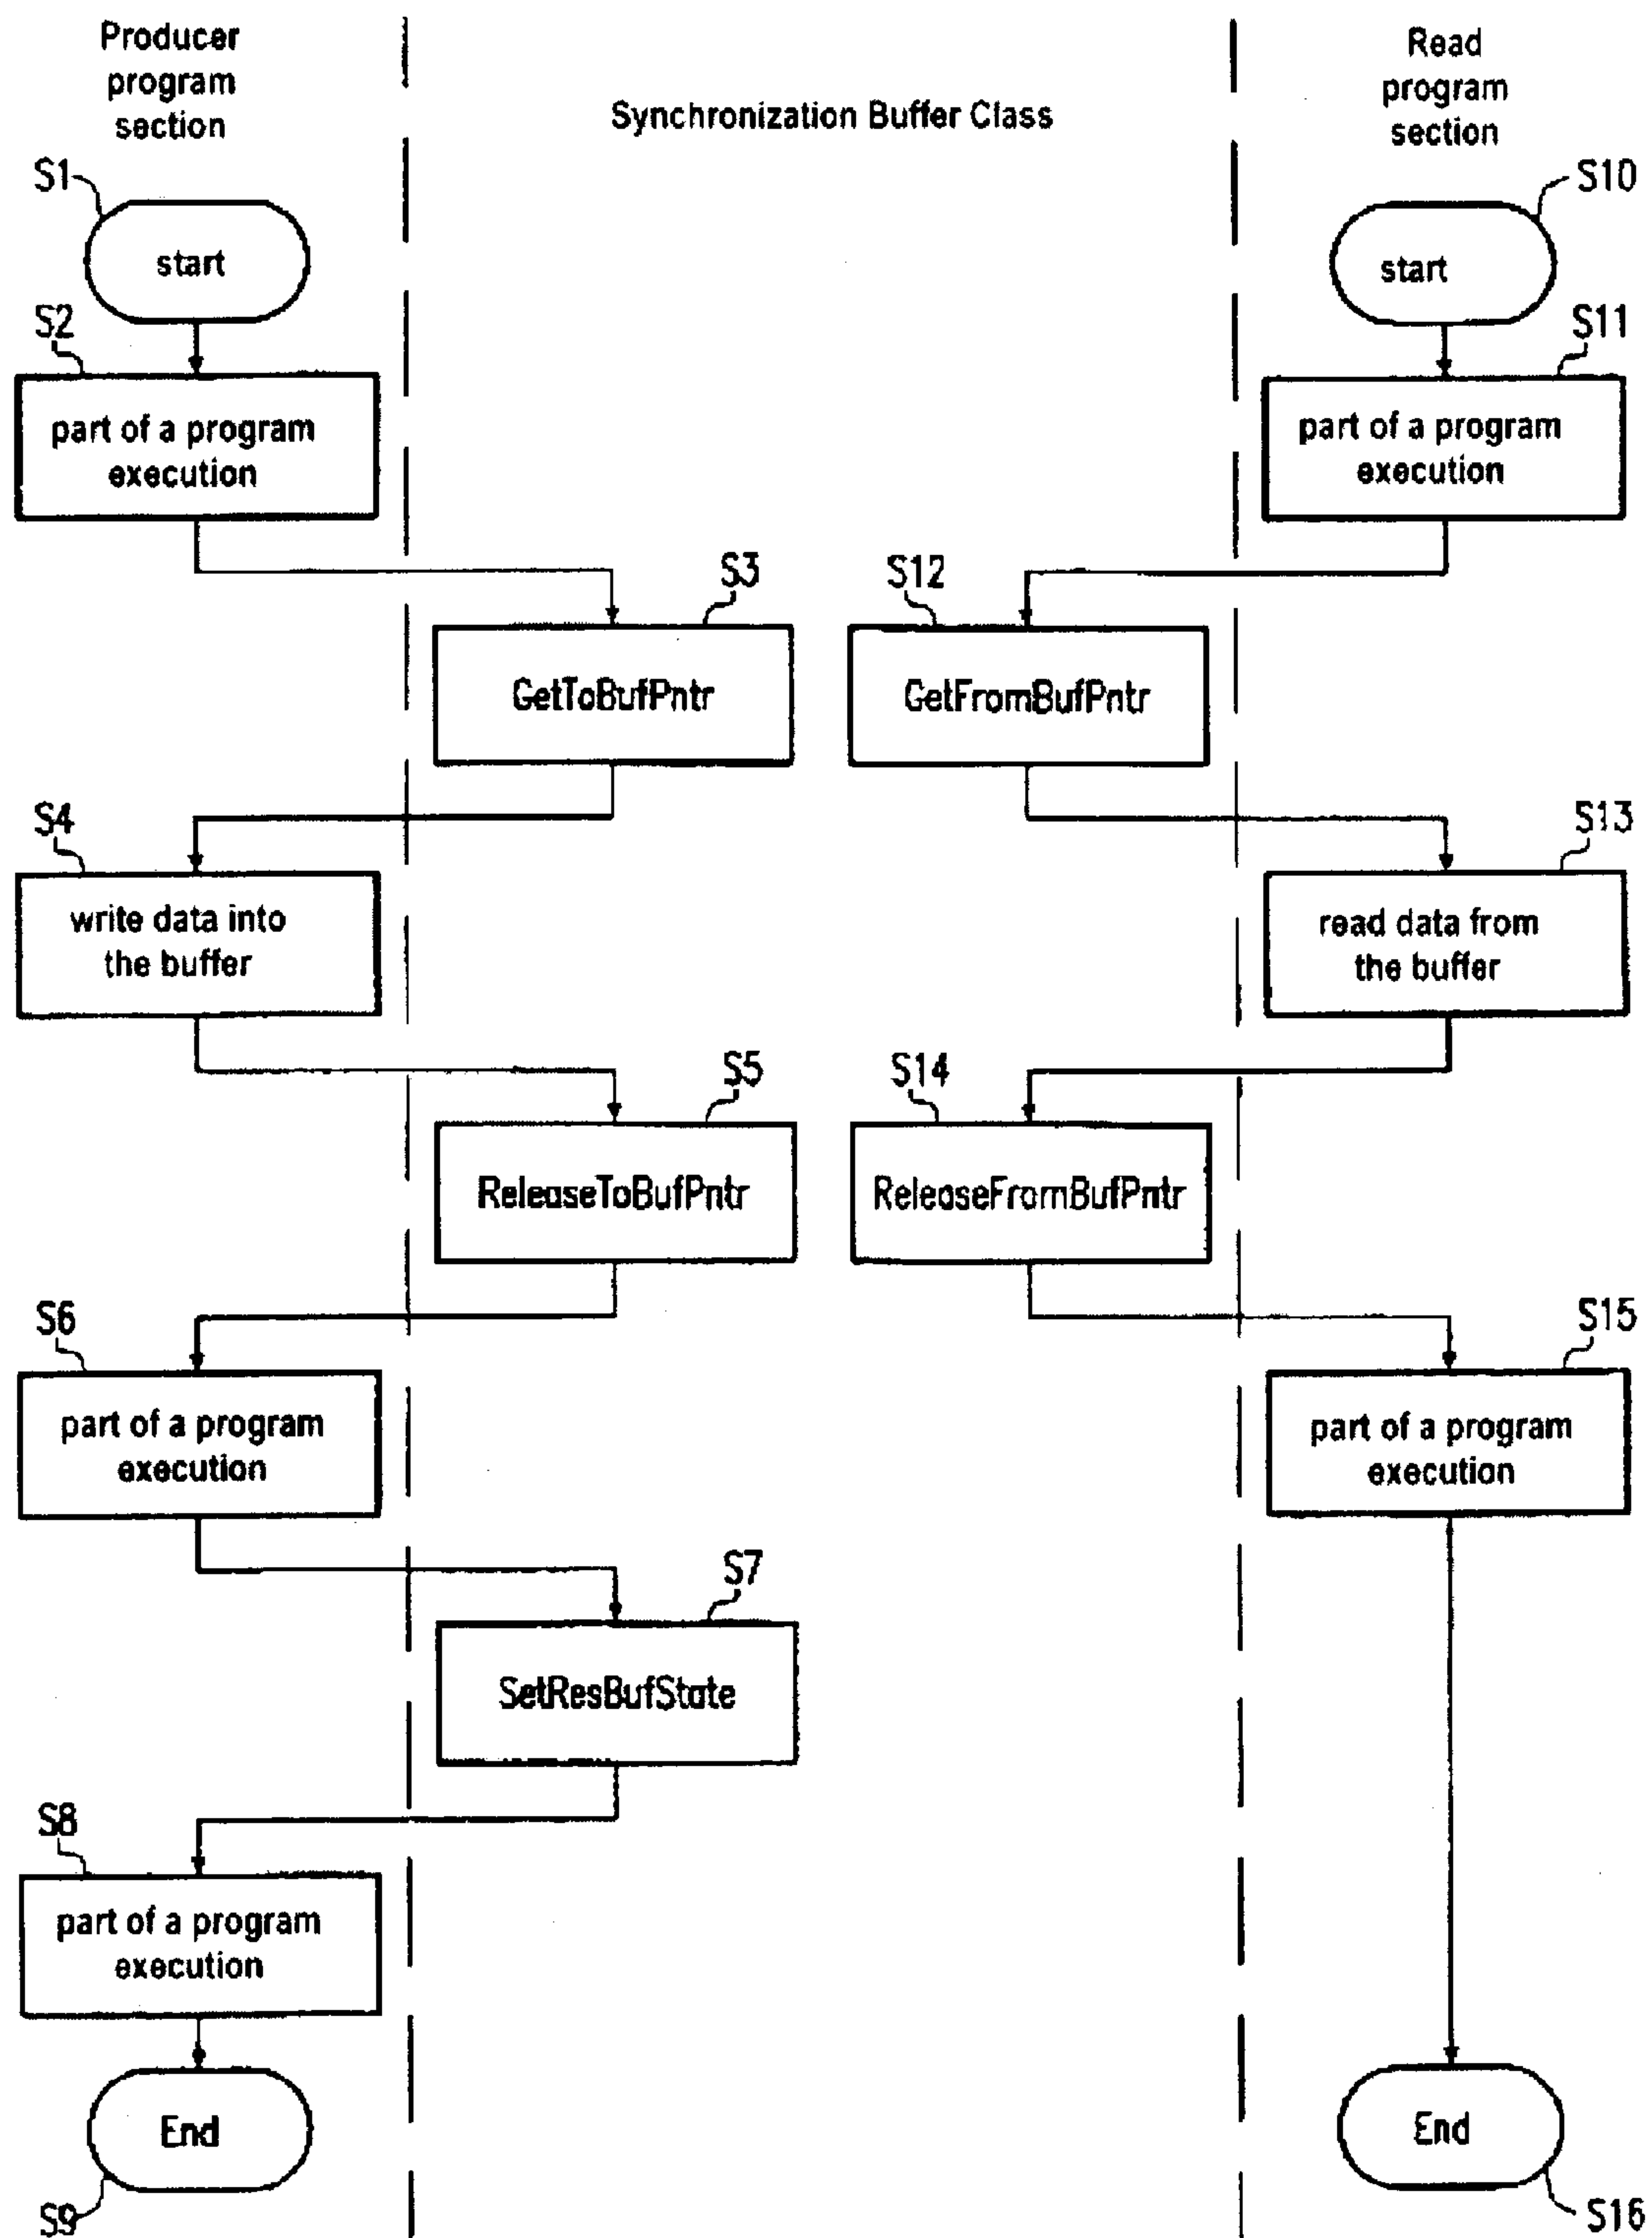 Producer
program
section
Synchronization Buffer Class
Read
program
section
S1
start
S10
start
S2
part of a program
execution
S11
part of a program
execution
S3
GetToBufPntr
S12
GetFromBufPntr
S4
write data into
the buffer
S13
read data from
the buffer
S5
ReleaseToBufPntr
S14
ReleaseFromBufPntr
S6
part of a program
execution
S15
part of a program
execution
S7
SetResBufState
S8
part of a program
execution
End
S9
End
S16